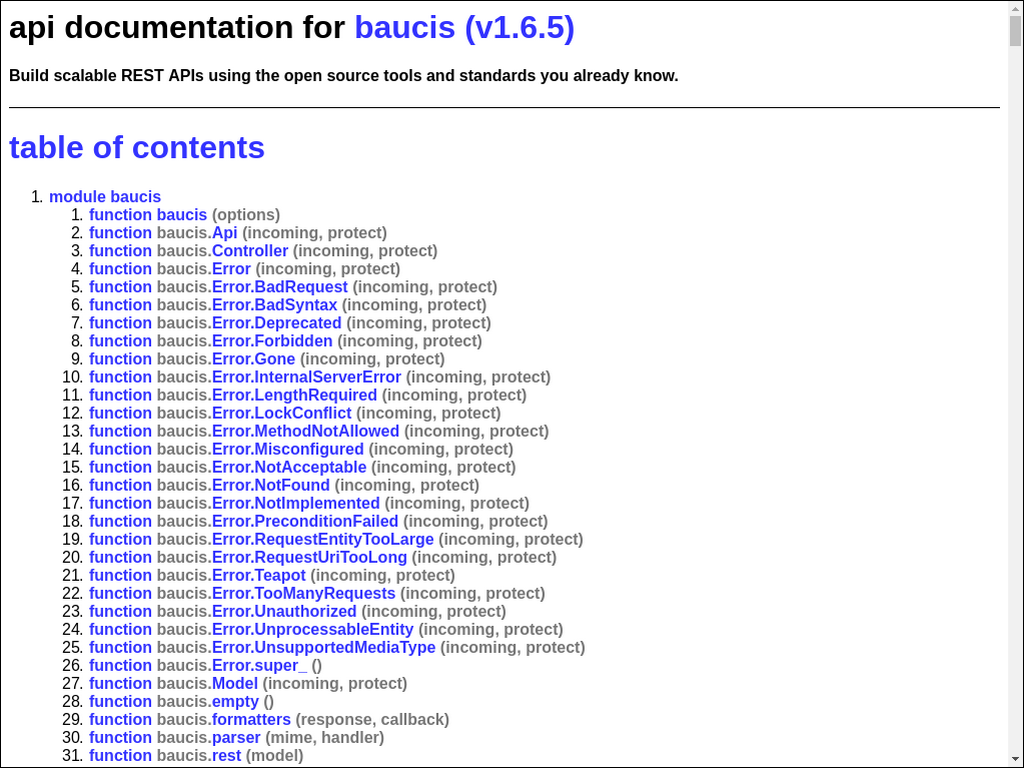 api documentation for baucis (v1.6.5)
Build scalable REST APIs using the open source tools and standards you already know.
table of contents
1. module baucis
1. function baucis (options)
2. function baucis.Api (incoming, protect)
3. function baucis.Controller (incoming, protect)
4. function baucis.Error (incoming, protect)
5. function baucis.Error.BadRequest (incoming, protect)
6. function baucis.Error.BadSyntax (incoming, protect)
7. function baucis.Error.Deprecated (incoming, protect)
8. function baucis.Error.Forbidden (incoming, protect)
9. function baucis.Error.Gone (incoming, protect)
10. function baucis.Error.InternalServerError (incoming, protect)
11. function baucis.Error.LengthRequired (incoming, protect)
12. function baucis.Error.LockConflict (incoming, protect)
13. function baucis.Error.MethodNotAllowed (incoming, protect)
14. function baucis.Error.Misconfigured (incoming, protect)
15. function baucis.Error.NotAcceptable (incoming, protect)
16. function baucis.Error.NotFound (incoming, protect)
17. function baucis.Error.NotImplemented (incoming, protect)
18. function baucis.Error.PreconditionFailed (incoming, protect)
19. function baucis.Error.RequestEntityTooLarge (incoming, protect)
20. function baucis.Error.RequestUriTooLong (incoming, protect)
21. function baucis.Error.Teapot (incoming, protect)
22. function baucis.Error.TooManyRequests (incoming, protect)
23. function baucis.Error.Unauthorized (incoming, protect)
24. function baucis.Error.UnprocessableEntity (incoming, protect)
25. function baucis.Error.UnsupportedMediaType (incoming, protect)
26. function baucis.Error.super_ ()
27. function baucis.Model (incoming, protect)
28. function baucis.empty ()
29. function baucis.formatters (response, callback)
30. function baucis.parser (mime, handler)
31. function baucis.rest (model)